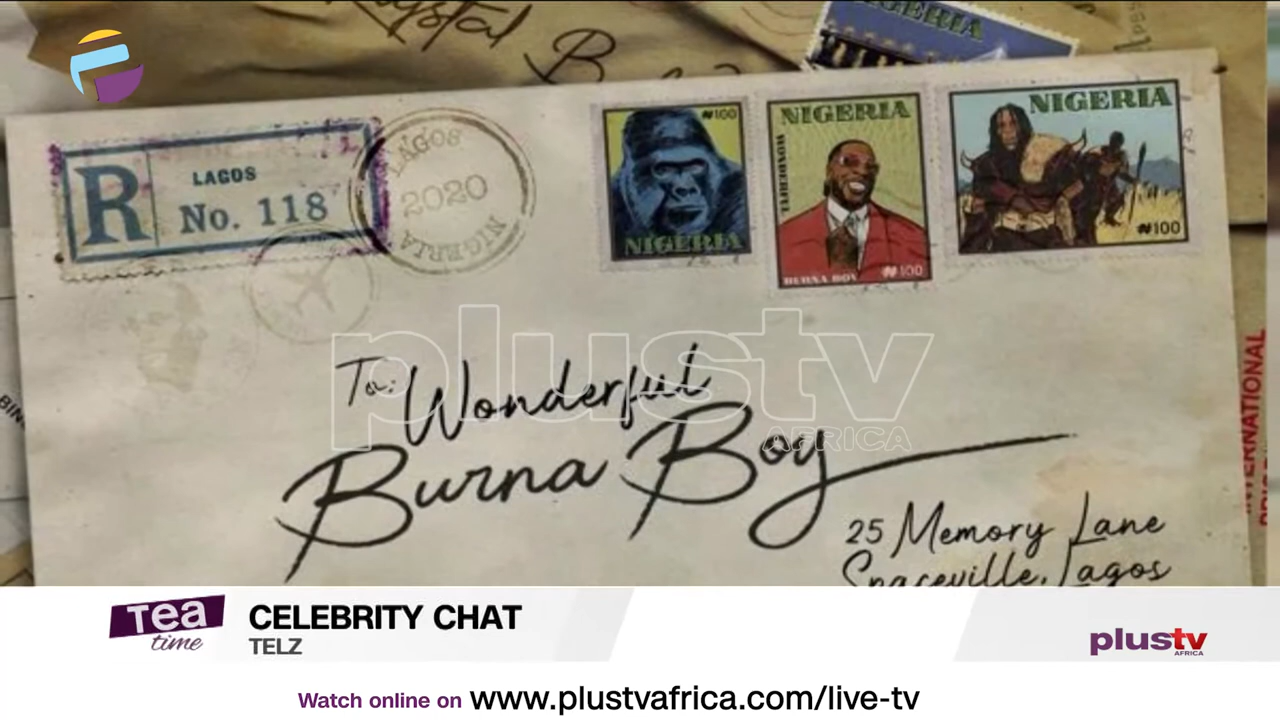 NIGERIA
R
LAGOS
No. 118
LAGOS
2020
NIGERIA
₦100
NIGERIA
NIGERIA
WONDERFUL
BURNA BOY
₦100
NIGERIA
₦100
To: Wonderful
Burna Boy
25 Memory Lane
Spaceville, Lagos
INTERNATIONAL
plustv
AFRICA
Tea
time
CELEBRITY CHAT
TELZ
plustv
AFRICA
Watch online on www.plustvafrica.com/live-tv